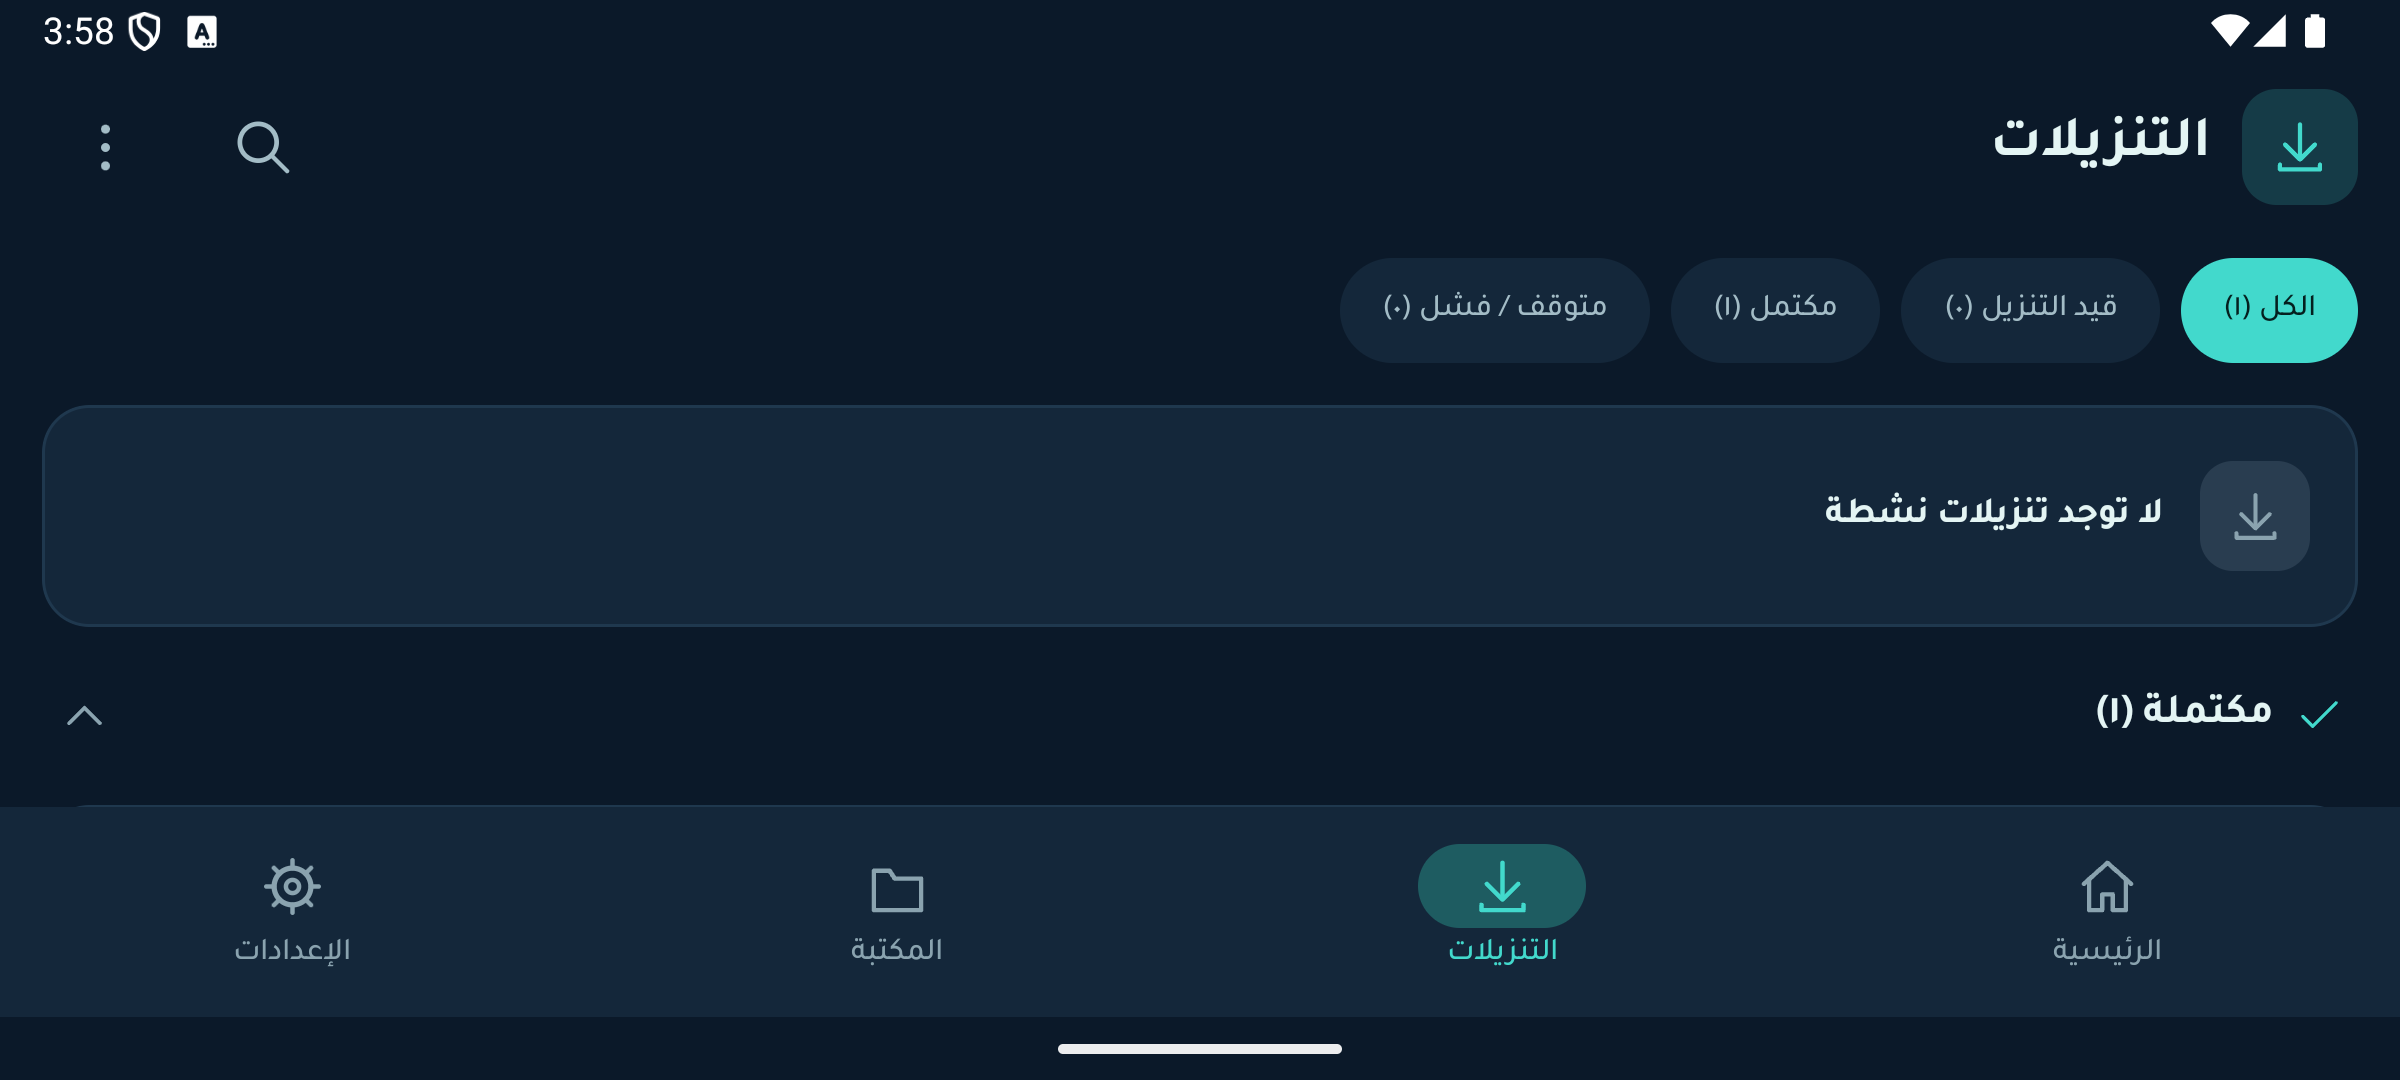 3:58
التنزيلات
الكل (١)
قيد التنزيل (٠)
مكتمل (١)
متوقف / فشل (٠)
لا توجد تنزيلات نشطة
مكتملة (١)
الرئيسية
التنزيلات
المكتبة
الإعدادات